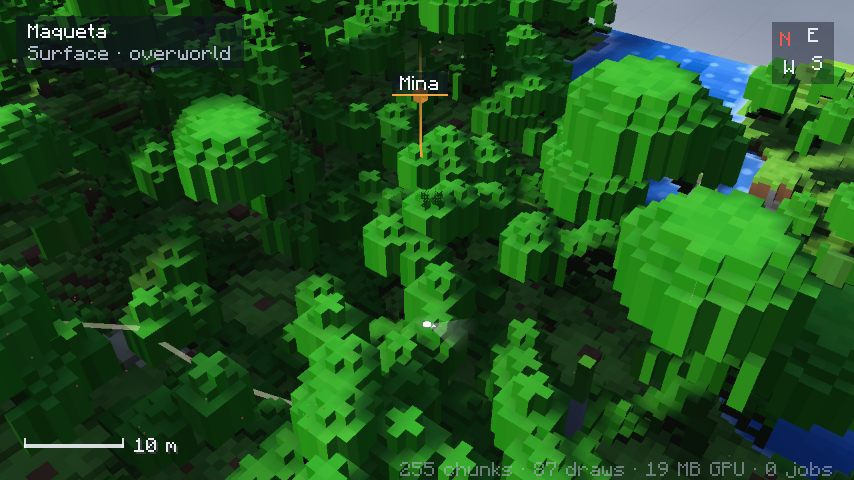 Maqueta
Surface · overworld
N E
W S
Mina
10 m
255 chunks · 87 draws · 19 MB GPU · 0 jobs